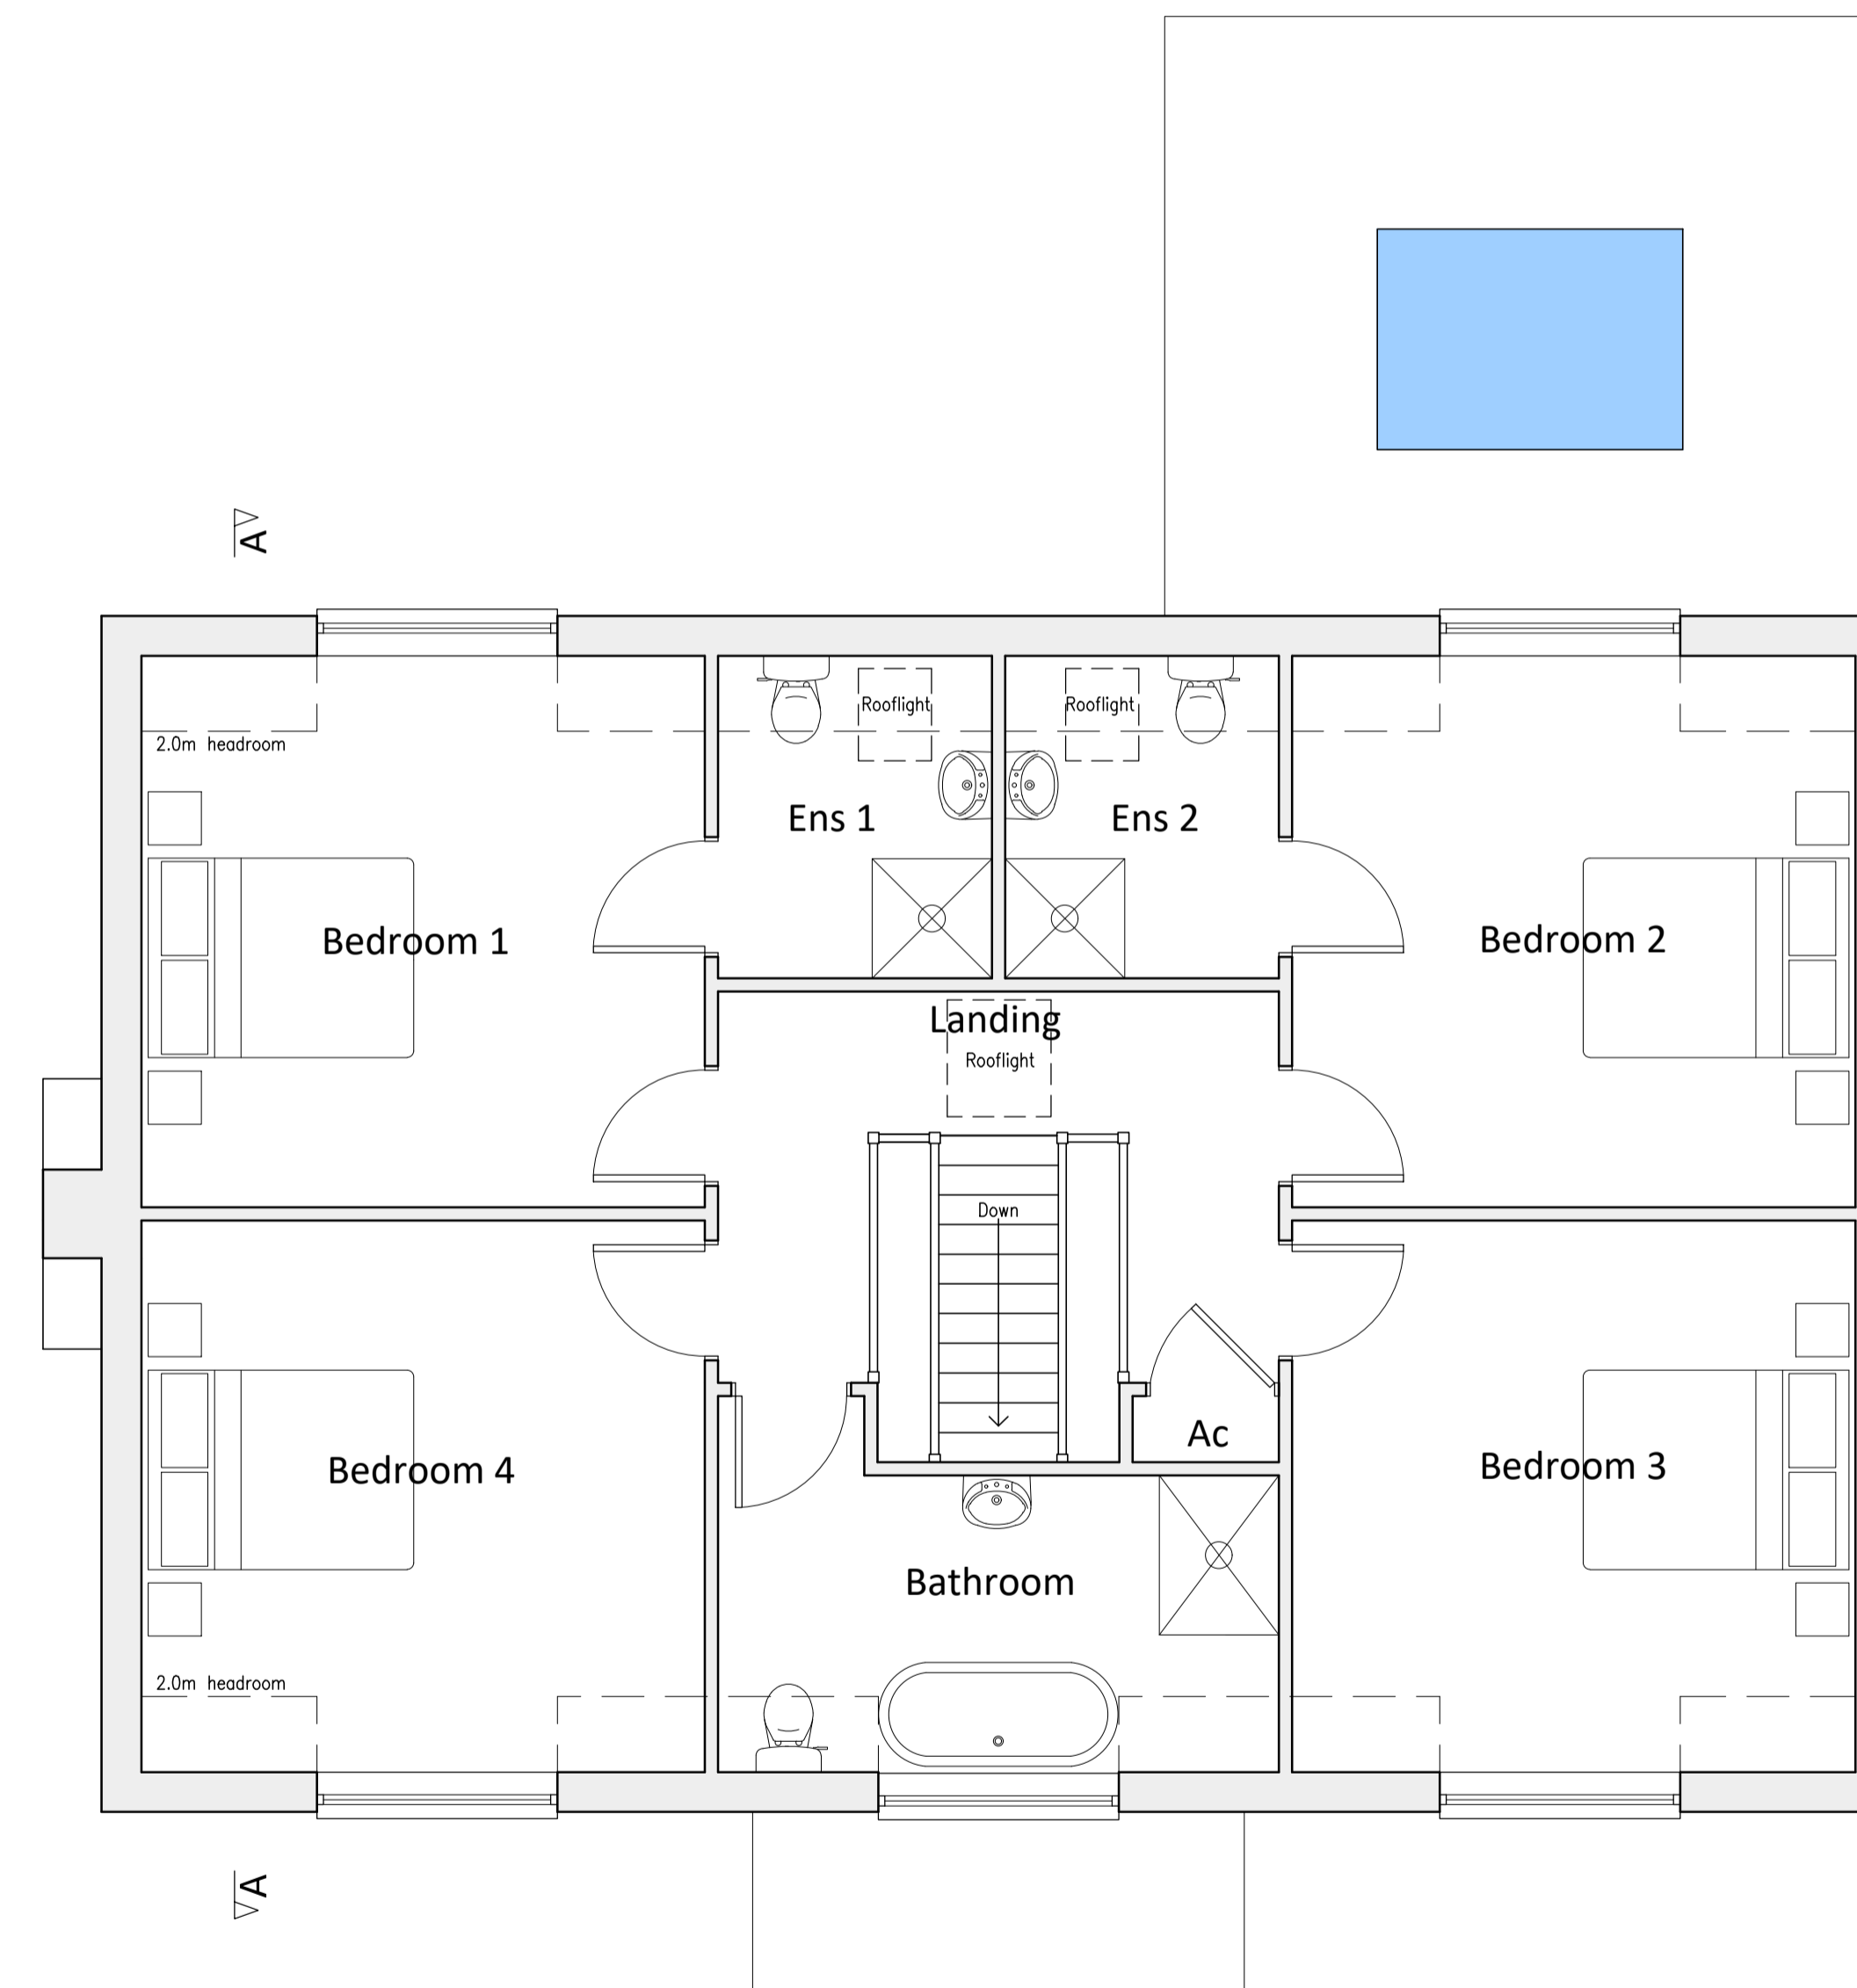 A
Rooflight
Rooflight
2.0m headroom
Ens 1
Ens 2
Bedroom 1
Bedroom 2
Landing
Rooflight
Down
Ac
Bedroom 4
Bedroom 3
Bathroom
2.0m headroom
A